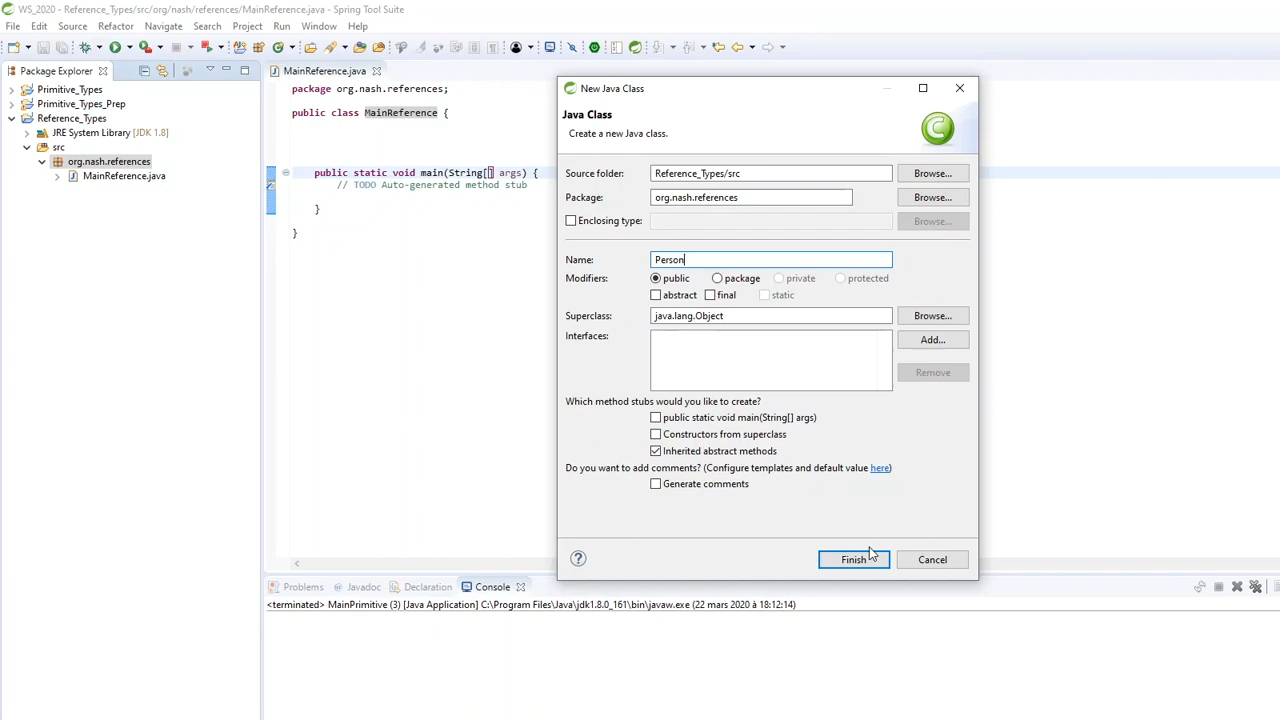 WS_2020 - Reference_Types/src/org/nash/references/MainReference.java - Spring Tool Suite
File Edit Source Refactor Navigate Search Project Run Window Help
Package Explorer
Primitive_Types
Primitive_Types_Prep
Reference_Types
JRE System Library [JDK 1.8]
src
org.nash.references
MainReference.java
MainReference.java
package org.nash.references;
public class MainReference {
public static void main(String[] args) {
// TODO Auto-generated method stub
}
}
New Java Class
Java Class
Create a new Java class.
Source folder: Reference_Types/src Browse...
Package: org.nash.references Browse...
Enclosing type: Browse...
Name: Person
Modifiers: public package private protected
abstract final static
Superclass: java.lang.Object Browse...
Interfaces: Add...
Remove
Which method stubs would you like to create?
public static void main(String[] args)
Constructors from superclass
Inherited abstract methods
Do you want to add comments? (Configure templates and default value here)
Generate comments
? Finish Cancel
Problems Javadoc Declaration Console
<terminated> MainPrimitive (3) [Java Application] C:\Program Files\Java\jdk1.8.0_161\bin\javaw.exe (22 mars 2020 à 18:12:14)